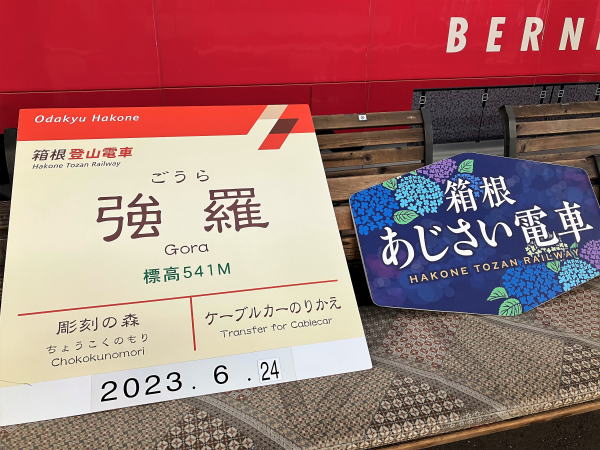 BERN
Odakyu Hakone
箱根登山電車
Hakone Tozan Railway
ごうら
強羅
Gora
標高541M
彫刻の森
ちょうこくのもり
Chokokunomori
ケーブルカーのりかえ
Transfer for Cablecar
2023.6.24
箱根
あじさい電車
HAKONE TOZAN RAILWAY